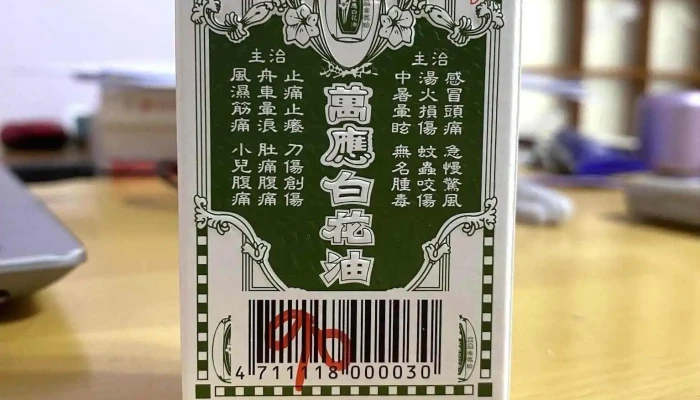 主治
感冒頭痛 急慢驚風
湯火損傷 蚊蟲咬傷
中暑暈眩 無名腫毒
萬應白花油
主治
止痛止癢 刀傷創傷
舟車暈浪 肚痛腹痛
風濕筋痛 小兒腹痛
4 711118 000030